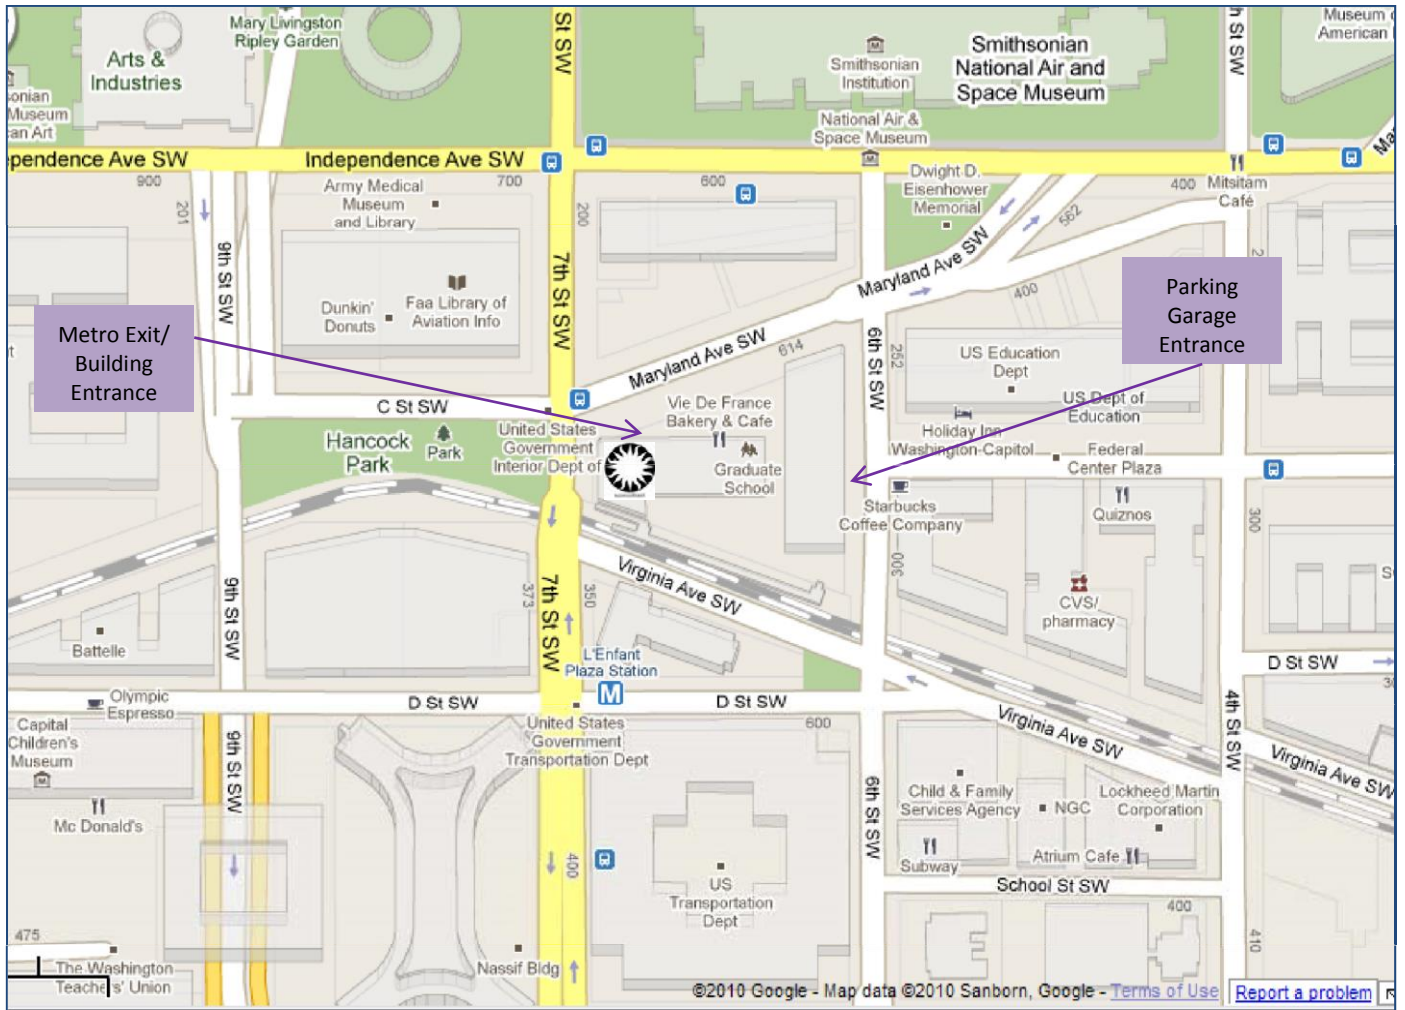 Mary Livingston
Ripley Garden
St SW
h St SW
Museum
American
Arts &
Industries
Smithsonian
Institution
Smithsonian
National Air and
Space Museum
onian
Museum
can Art
National Air &
Space Museum
Ma
pendence Ave SW
Independence Ave SW
900
700
600
400
Mitsitam
Café
Army Medical
Museum
and Library
Dwight D.
Eisenhower
Memorial
201
200
562
9th St SW
7th St SW
Maryland Ave SW
400
Faa Library of
Aviation Info
Dunkin'
Donuts
Metro Exit/
Building
Entrance
Parking
Garage
Entrance
Maryland Ave SW
614
6th St SW
252
US Education
Dept
C St SW
Vie De France
Bakery & Cafe
US Dept of
Education
Hancock
Park
Park
United States
Government
Interior Dept of
Holiday Inn
Washington-Capitol
Federal
Center Plaza
Graduate
School
Starbucks
Coffee Company
Quiznos
300
300
Virginia Ave SW
9th St SW
373
7th St SW
350
CVS/
pharmacy
Battelle
L'Enfant
Plaza Station
M
D St SW
D St SW
D St SW
Olympic
Espresso
United States
Government
Transportation Dept
600
Virginia Ave SW
4th St SW
Virginia Ave SW
Capital
Children's
Museum
9th St SW
6th St SW
Child & Family
Services Agency
NGC
Lockheed Martin
Corporation
Mc Donald's
400
Subway
Atrium Cafe
US
Transportation
Dept
School St SW
400
410
475
The Washington
Teachers' Union
Nassif Bldg
©2010 Google - Map data ©2010 Sanborn, Google - Terms of Use
Report a problem